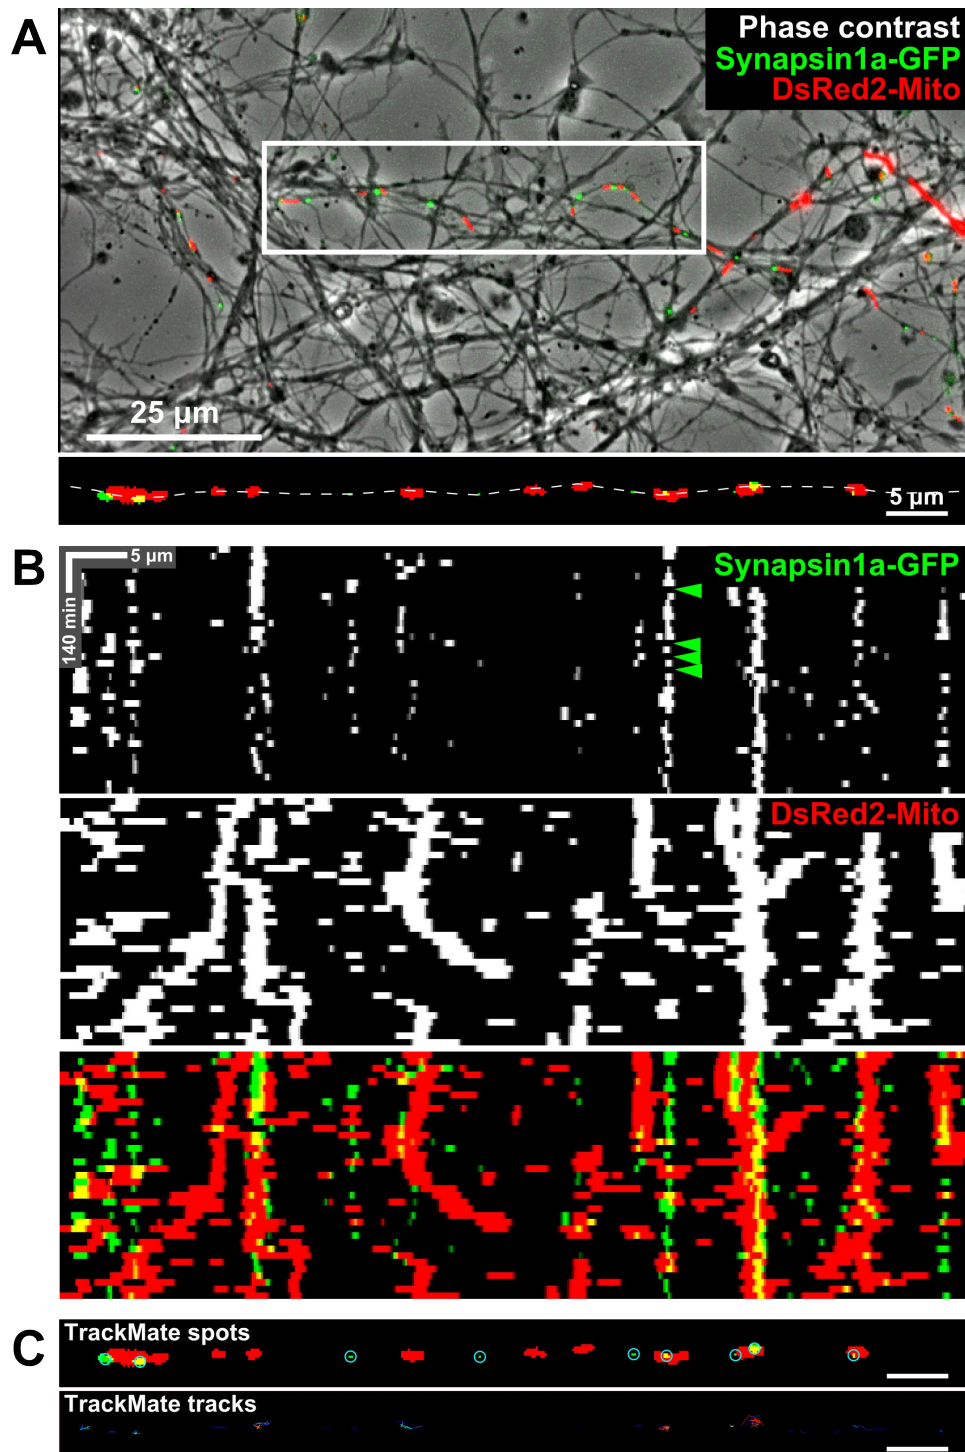 A
Phase contrast
Synapsin1a-GFP
DsRed2-Mito
25 µm
5 µm
B
5 µm
140 min
Synapsin1a-GFP
DsRed2-Mito
C
TrackMate spots
TrackMate tracks